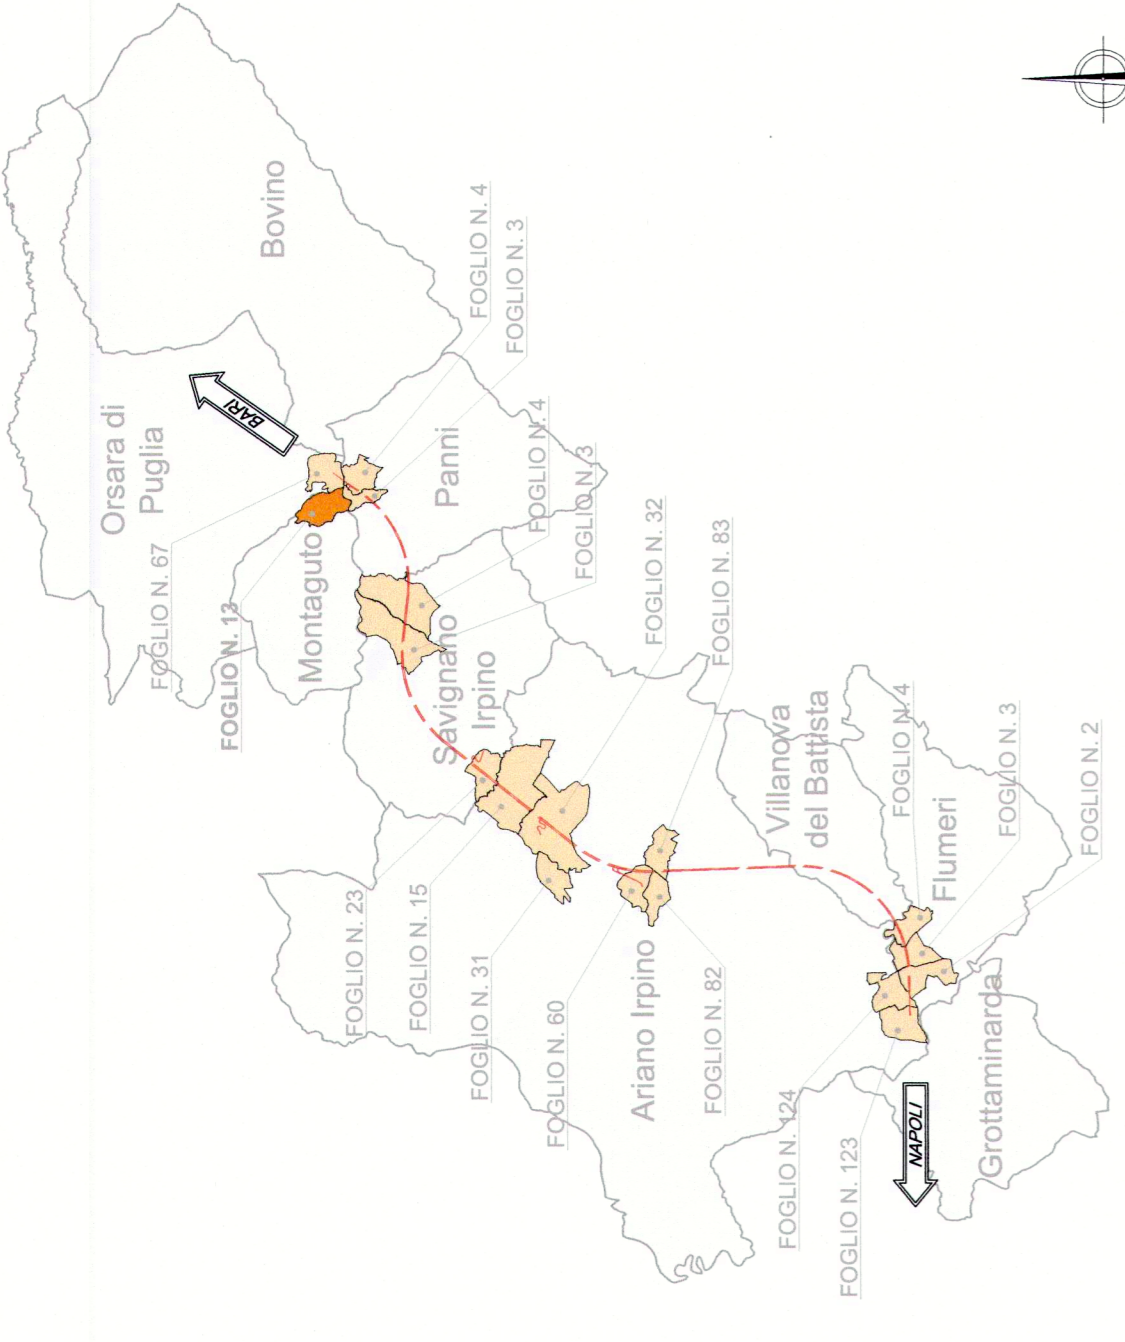 Bovino
Orsara di
Puglia
BARI
FOGLIO N. 4
FOGLIO N. 3
Panni
FOGLIO N. 67
FOGLIO N. 13
Montaguto
FOGLIO N. 4
FOGLIO N. 3
Savignano
Irpino
FOGLIO N. 32
FOGLIO N. 83
FOGLIO N. 23
FOGLIO N. 15
FOGLIO N. 31
FOGLIO N. 60
Ariano Irpino
FOGLIO N. 82
Villanova
del Battista
FOGLIO N. 4
Flumeri
FOGLIO N. 3
FOGLIO N. 2
FOGLIO N. 124
FOGLIO N. 123
NAPOLI
Grottaminarda